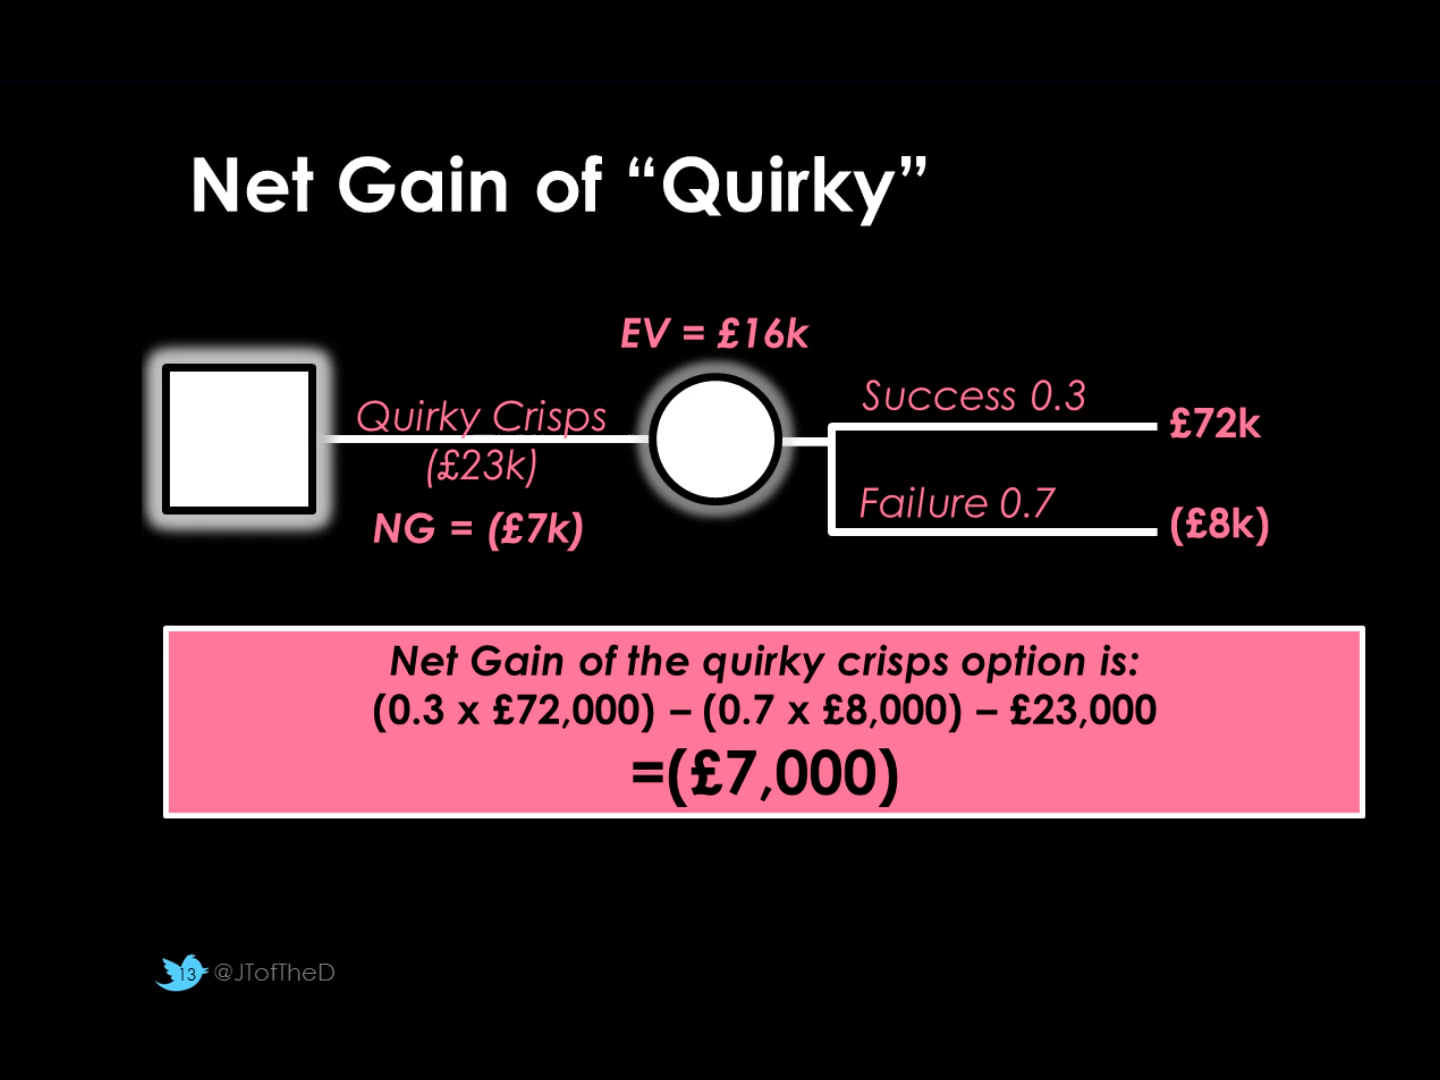 Net Gain of “Quirky”
EV = £16k
Quirky Crisps
(£23k)
NG = (£7k)
Success 0.3
£72k
Failure 0.7
(£8k)
Net Gain of the quirky crisps option is:
(0.3 x £72,000) – (0.7 x £8,000) – £23,000
=(£7,000)
13 @JTofTheD